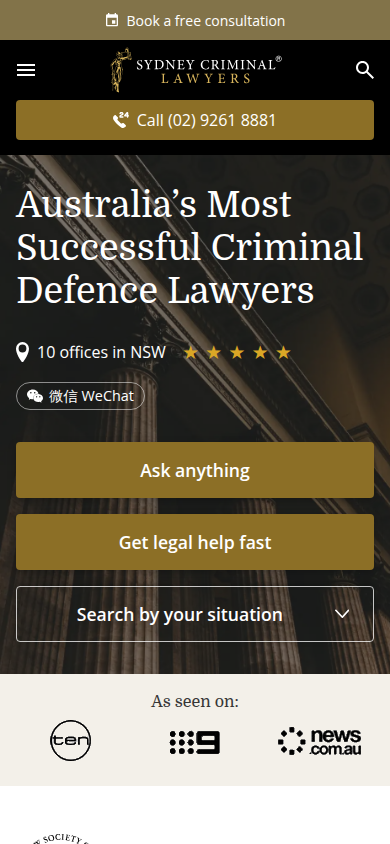 Book a free consultation
SYDNEY CRIMINAL®
LAWYERS
24
Call (02) 9261 8881
Australia’s Most
Successful Criminal
Defence Lawyers
10 offices in NSW
微信 WeChat
Ask anything
Get legal help fast
Search by your situation
As seen on:
ten
9
news
.com.au
SOCIETY